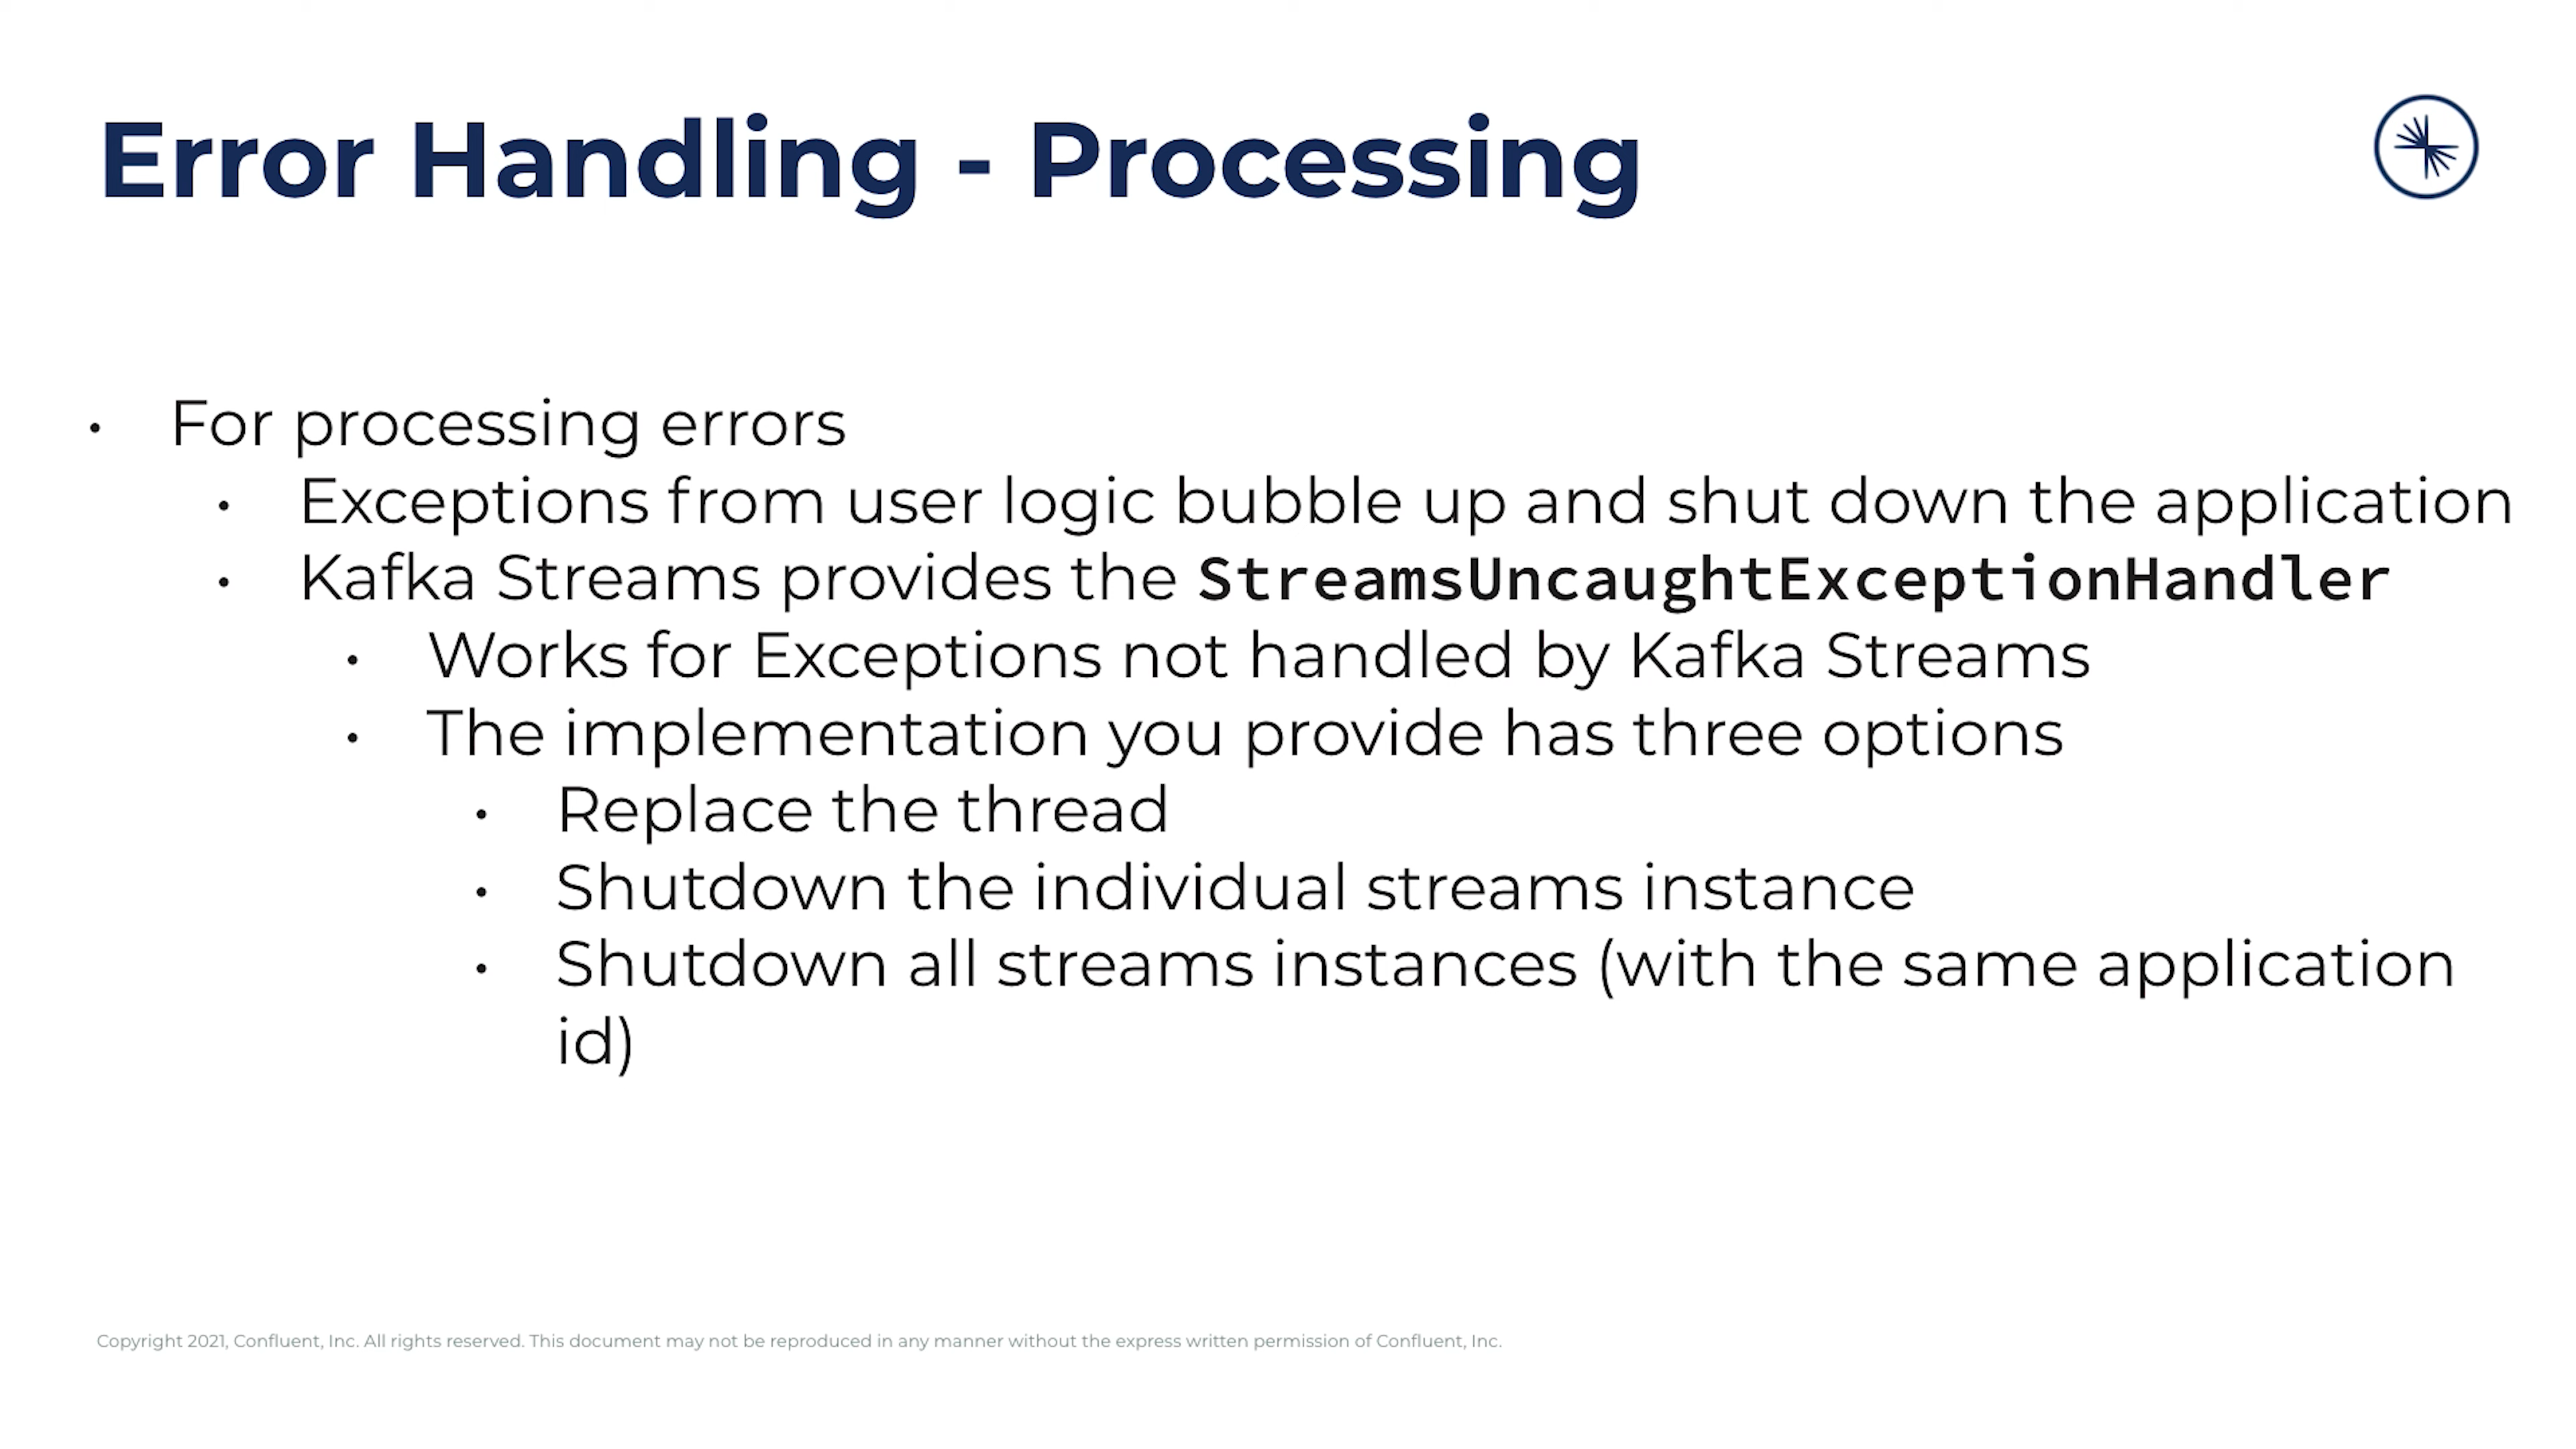 Error Handling - Processing
• For processing errors
• Exceptions from user logic bubble up and shut down the application
• Kafka Streams provides the StreamsUncaughtExceptionHandler
• Works for Exceptions not handled by Kafka Streams
• The implementation you provide has three options
• Replace the thread
• Shutdown the individual streams instance
• Shutdown all streams instances (with the same application
id)
Copyright 2021, Confluent, Inc. All rights reserved. This document may not be reproduced in any manner without the express written permission of Confluent, Inc.